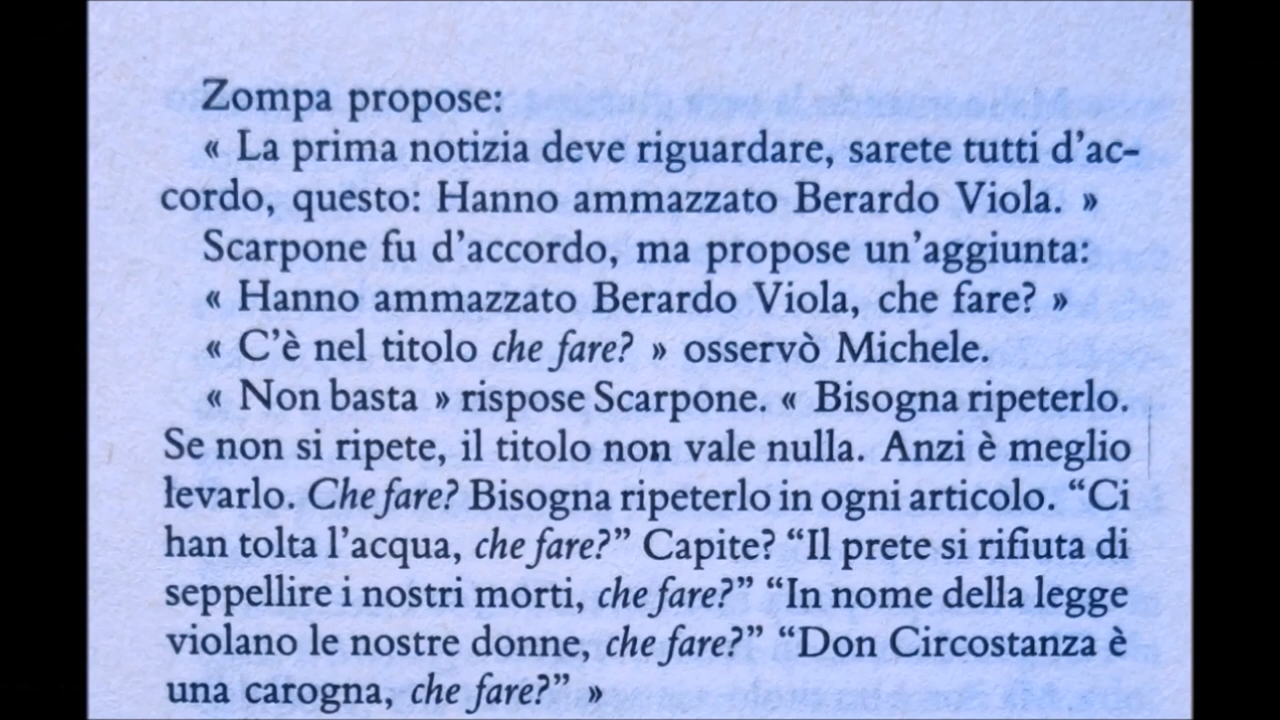 Zompa propose:
« La prima notizia deve riguardare, sarete tutti d’ac-
cordo, questo: Hanno ammazzato Berardo Viola. »
Scarpone fu d’accordo, ma propose un’aggiunta:
« Hanno ammazzato Berardo Viola, che fare? »
« C’è nel titolo che fare? » osservò Michele.
« Non basta » rispose Scarpone. « Bisogna ripeterlo.
Se non si ripete, il titolo non vale nulla. Anzi è meglio
levarlo. Che fare? Bisogna ripeterlo in ogni articolo. “Ci
han tolta l’acqua, che fare?” Capite? “Il prete si rifiuta di
seppellire i nostri morti, che fare?” “In nome della legge
violano le nostre donne, che fare?” “Don Circostanza è
una carogna, che fare?” »